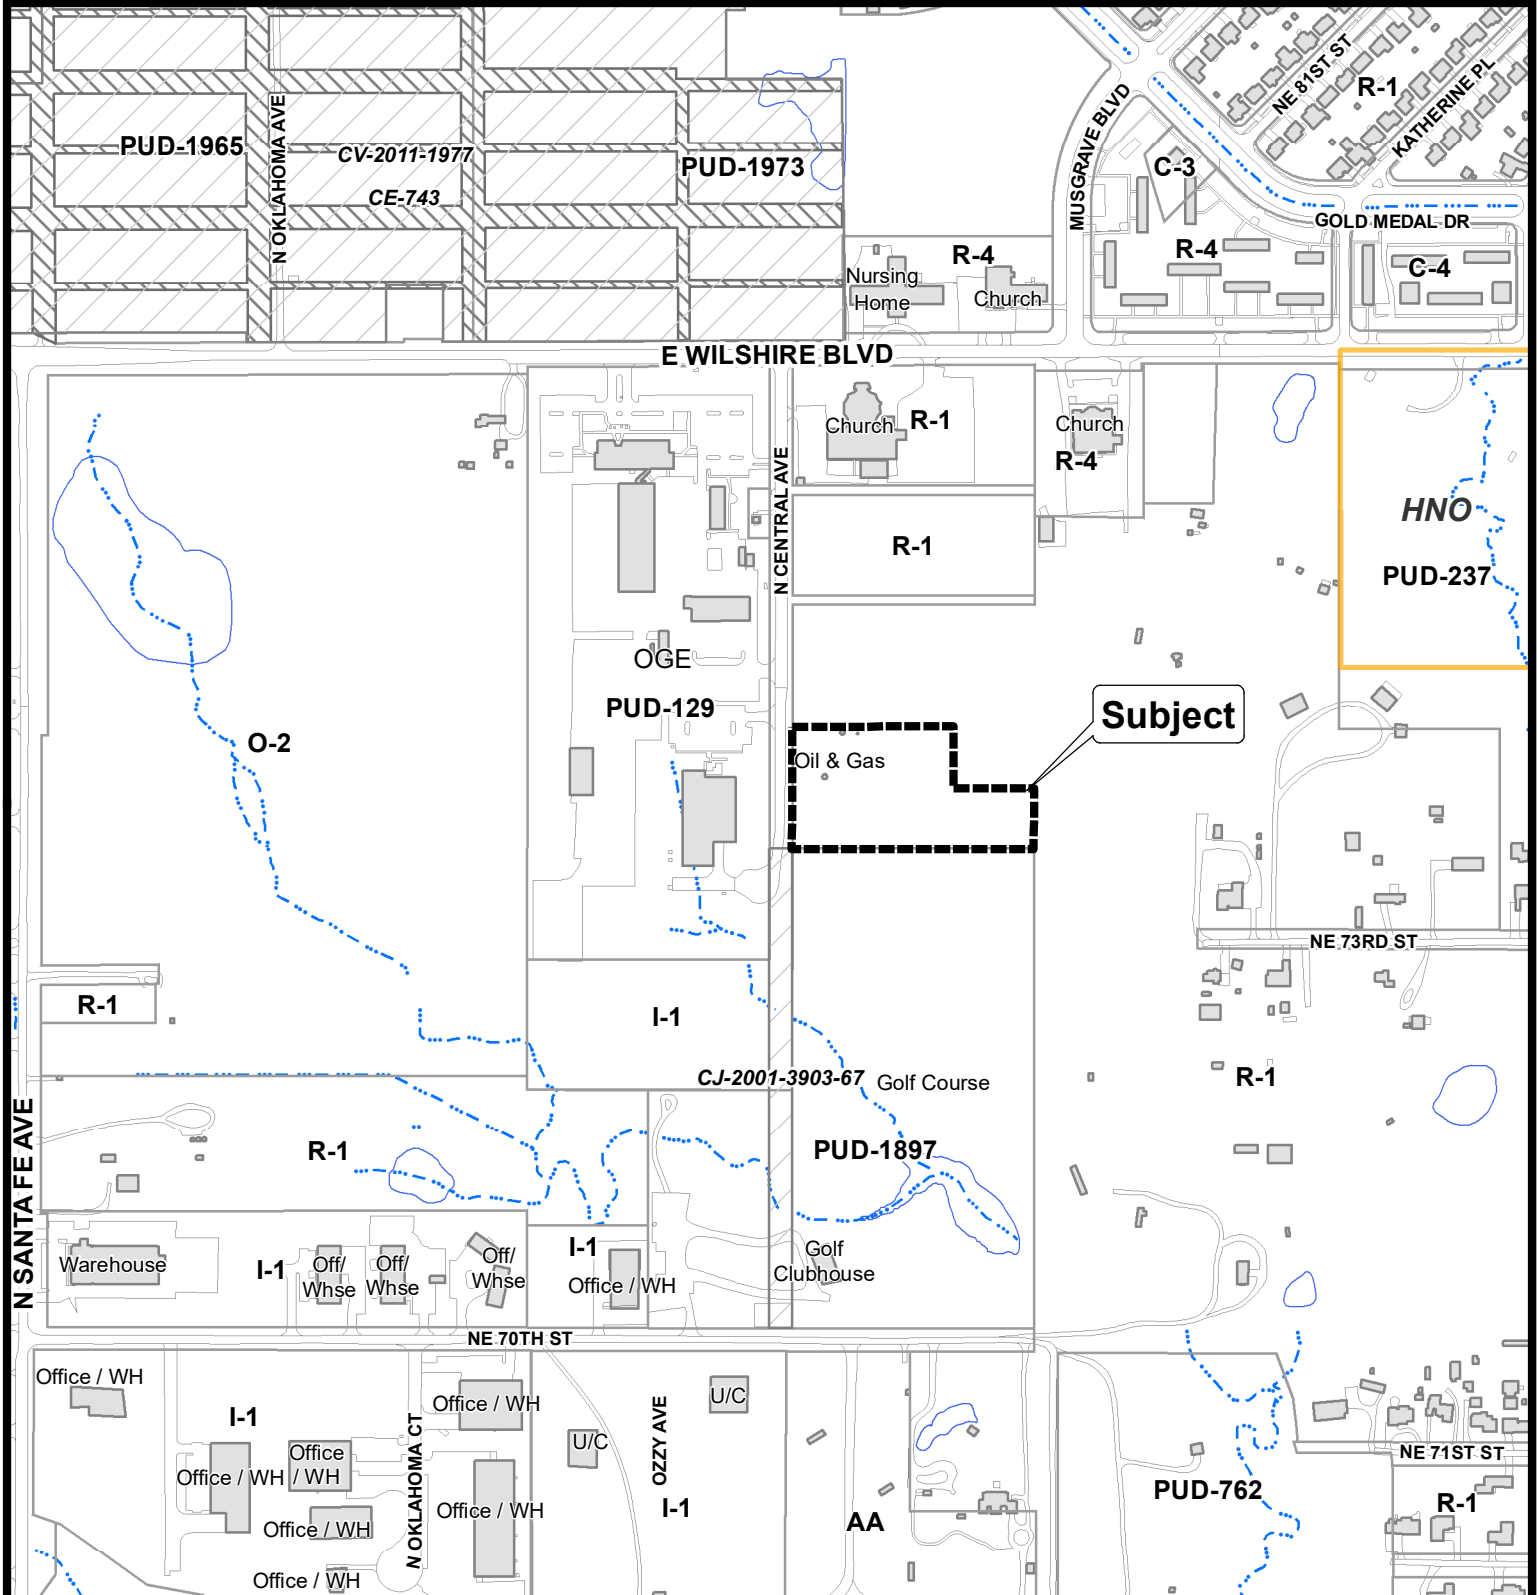 NE 81ST ST
R-1
KATHERINE PL
PUD-1965
N OKLAHOMA AVE
CV-2011-1977
CE-743
PUD-1973
MUSGRAVE BLVD
C-3
GOLD MEDAL DR
R-4
C-4
R-4
Nursing
Home
Church
E WILSHIRE BLVD
Church
R-1
Church
R-4
N CENTRAL AVE
R-1
HNO
PUD-237
OGE
PUD-129
O-2
Subject
Oil & Gas
NE 73RD ST
R-1
I-1
CJ-2001-3903-67
Golf Course
R-1
PUD-1897
R-1
N SANTA FE AVE
Warehouse
I-1
Off/
Whse
Off/
Whse
Off/
Whse
I-1
Office / WH
Golf
Clubhouse
NE 70TH ST
Office / WH
I-1
Office / WH
Office
/ WH
Office / WH
Office / WH
Office / WH
Office / WH
N OKLAHOMA CT
U/C
U/C
OZZY AVE
I-1
AA
PUD-762
NE 71ST ST
R-1